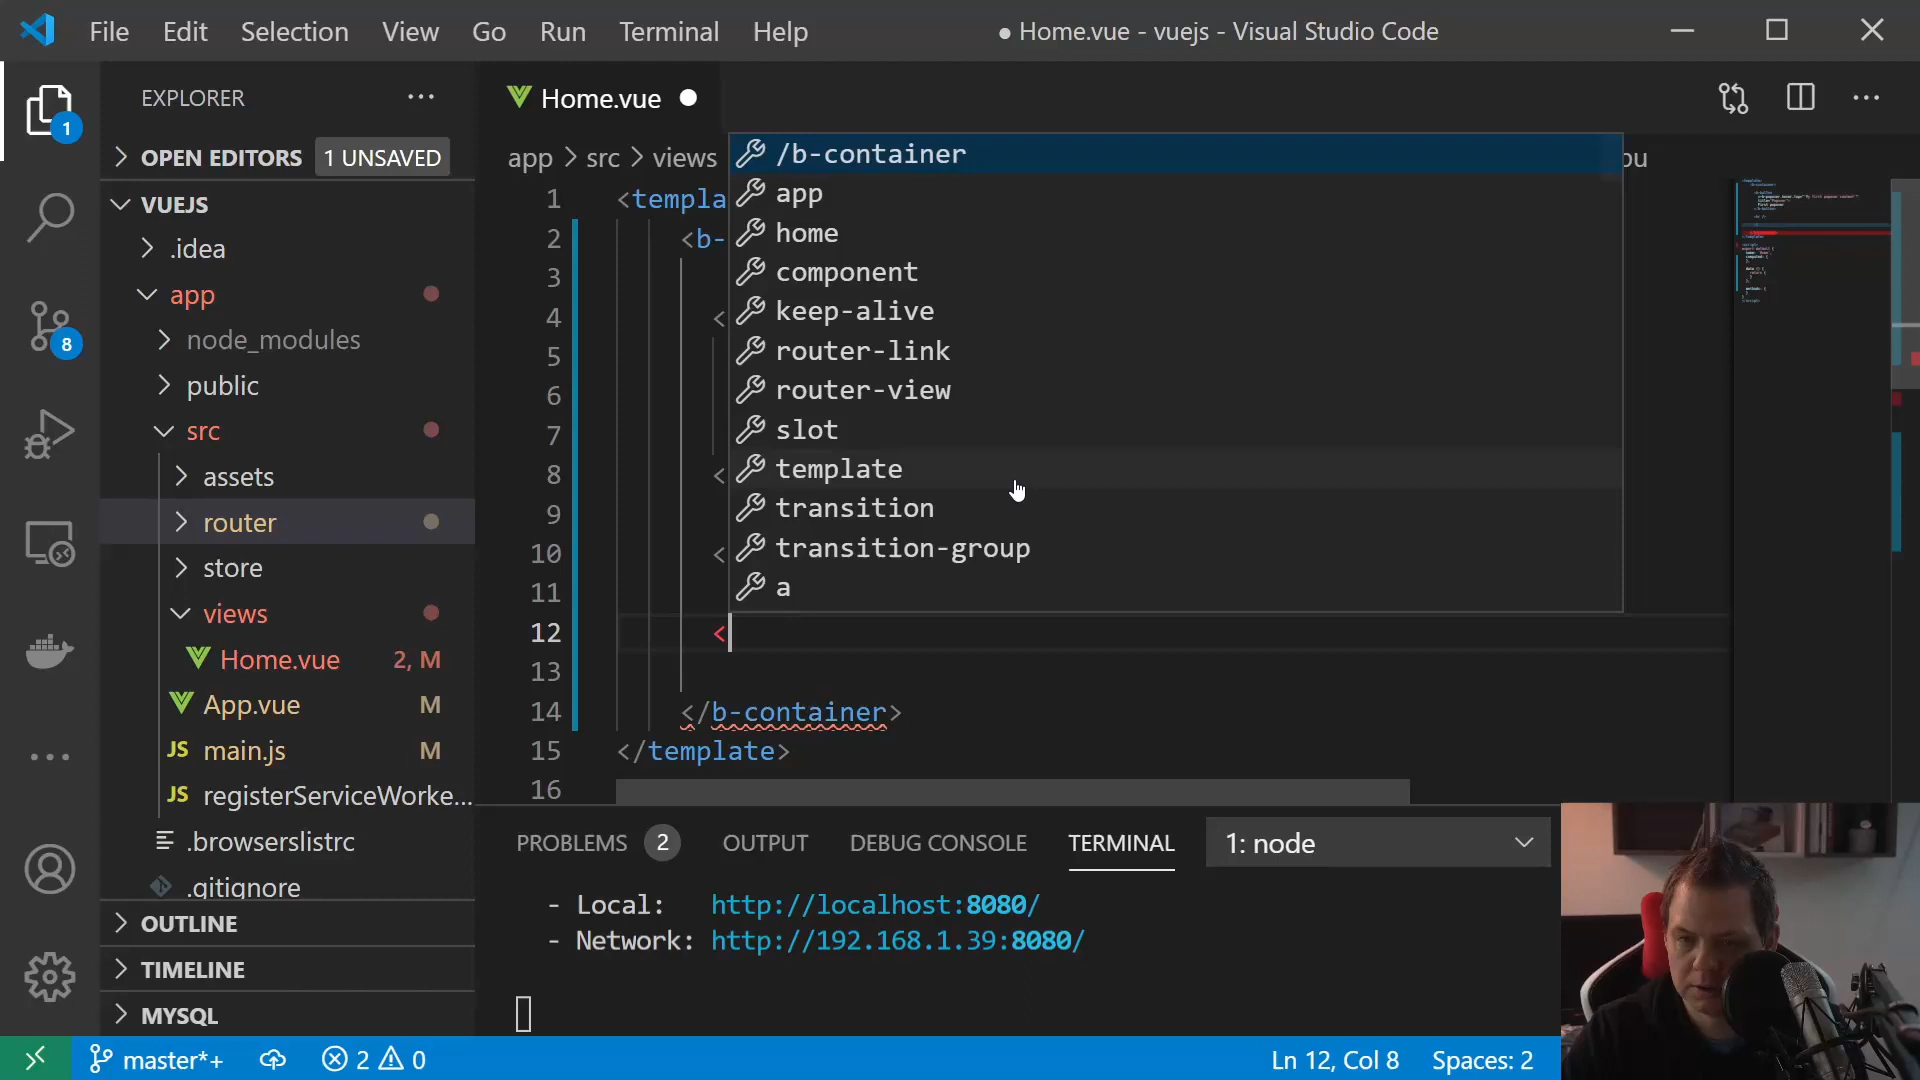 File Edit Selection View Go Run Terminal Help
● Home.vue - vuejs - Visual Studio Code
EXPLORER
Home.vue
OPEN EDITORS 1 UNSAVED
app > src > views
VUEJS
.idea
app
node_modules
public
src
assets
router
store
views
Home.vue 2, M
App.vue M
main.js M
registerServiceWorke...
.browserslistrc
.gitignore
OUTLINE
TIMELINE
MYSQL
1
8
/b-container
app
home
component
keep-alive
router-link
router-view
slot
template
transition
transition-group
a
1 <templa
2 <b-
3
4 <
5
6
7
8 <
9
10 <
11
12 <
13
14 </b-container>
15 </template>
16
PROBLEMS 2 OUTPUT DEBUG CONSOLE TERMINAL 1: node
- Local: http://localhost:8080/
- Network: http://192.168.1.39:8080/
master*+ 2 0 Ln 12, Col 8 Spaces: 2